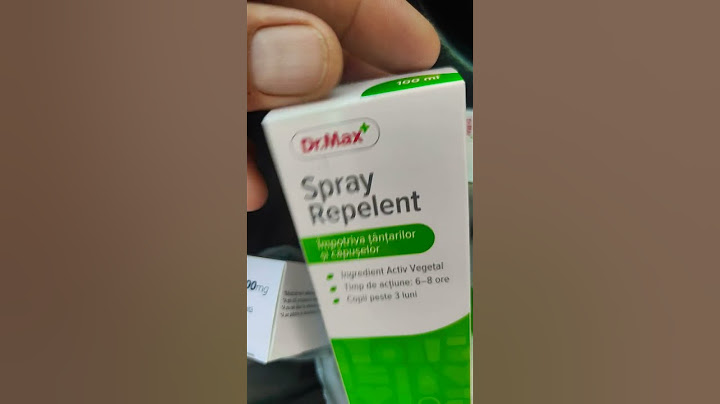 100 ml
Dr.Max
Spray
Repelent
Împotriva țânțarilor
și căpușelor
Ingredient Activ Vegetal
Timp de acțiune: 6–8 ore
Copii peste 3 luni
00mg